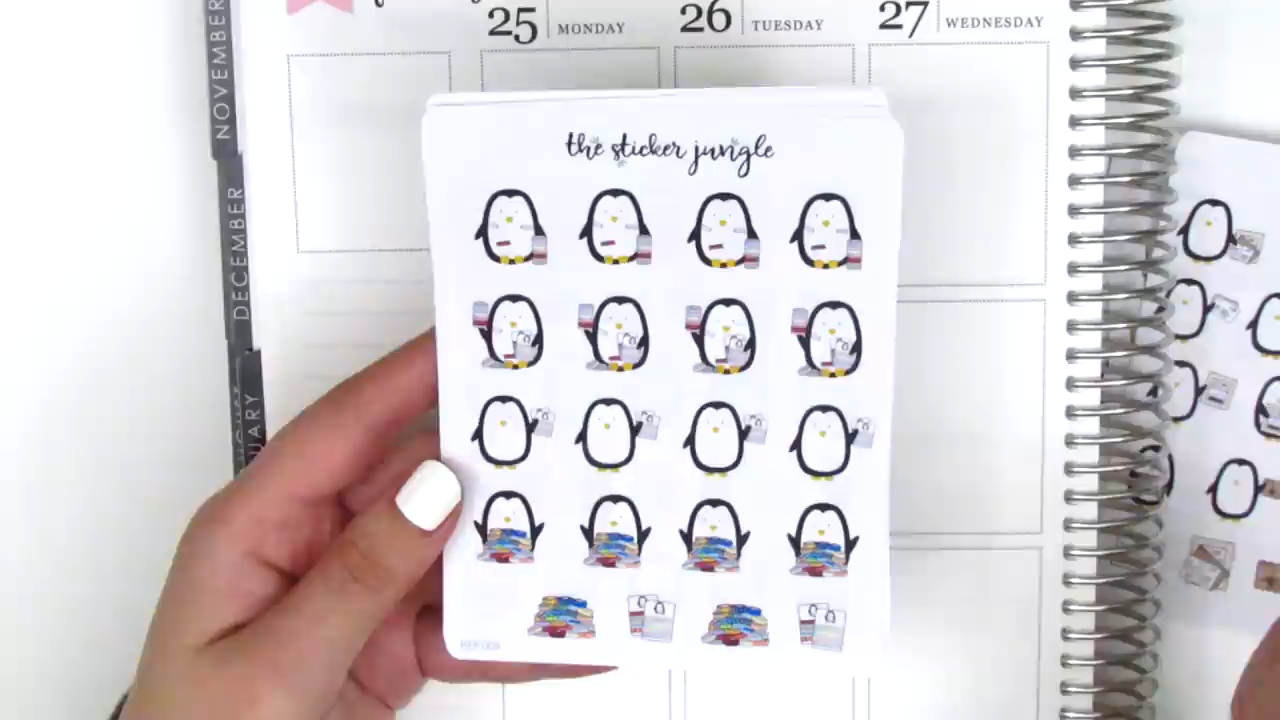 25 MONDAY
26 TUESDAY
27 WEDNESDAY
NOVEMBER
DECEMBER
the sticker jungle